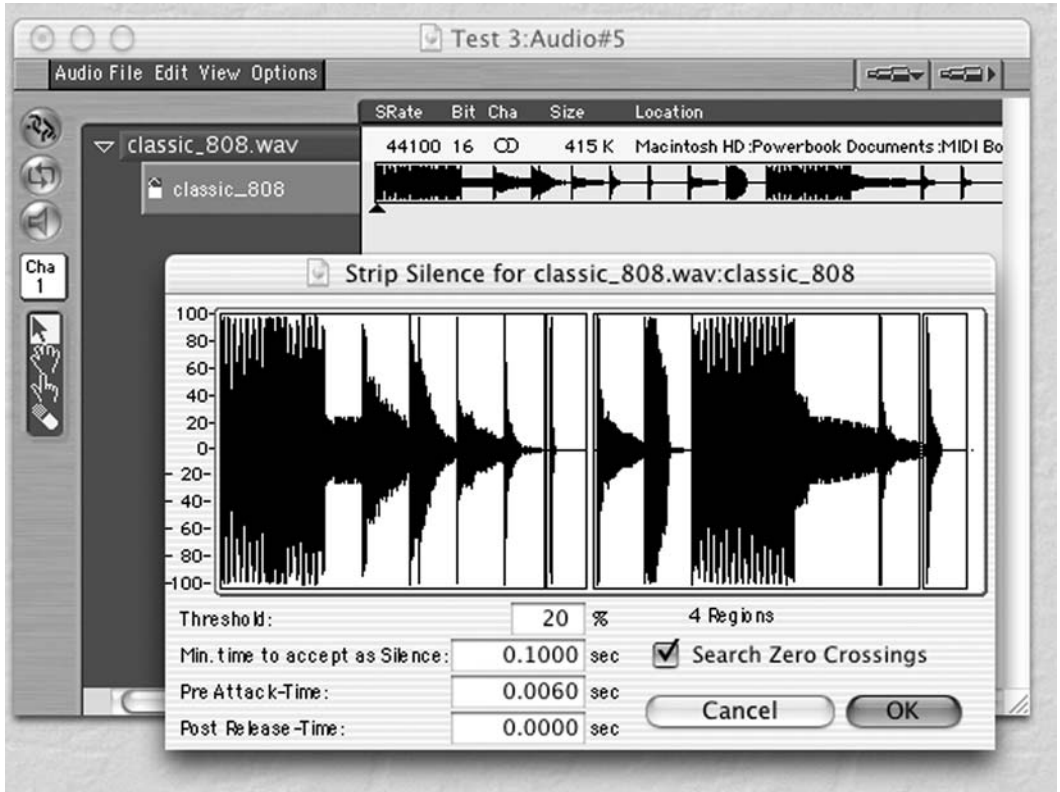 Test 3:Audio#5
Audio File Edit View Options
SRate Bit Cha Size Location
classic_808.wav
44100 16 415 K Macintosh HD:Powerbook Documents:MIDI Bo
classic_808
Cha
1
Strip Silence for classic_808.wav:classic_808
100-
80-
60-
40-
20-
0-
- 20-
- 40-
- 60-
- 80-
-100-
Threshold: 20 % 4 Regions
Min. time to accept as Silence: 0.1000 sec Search Zero Crossings
Pre Attack-Time: 0.0060 sec
Cancel OK
Post Release-Time: 0.0000 sec